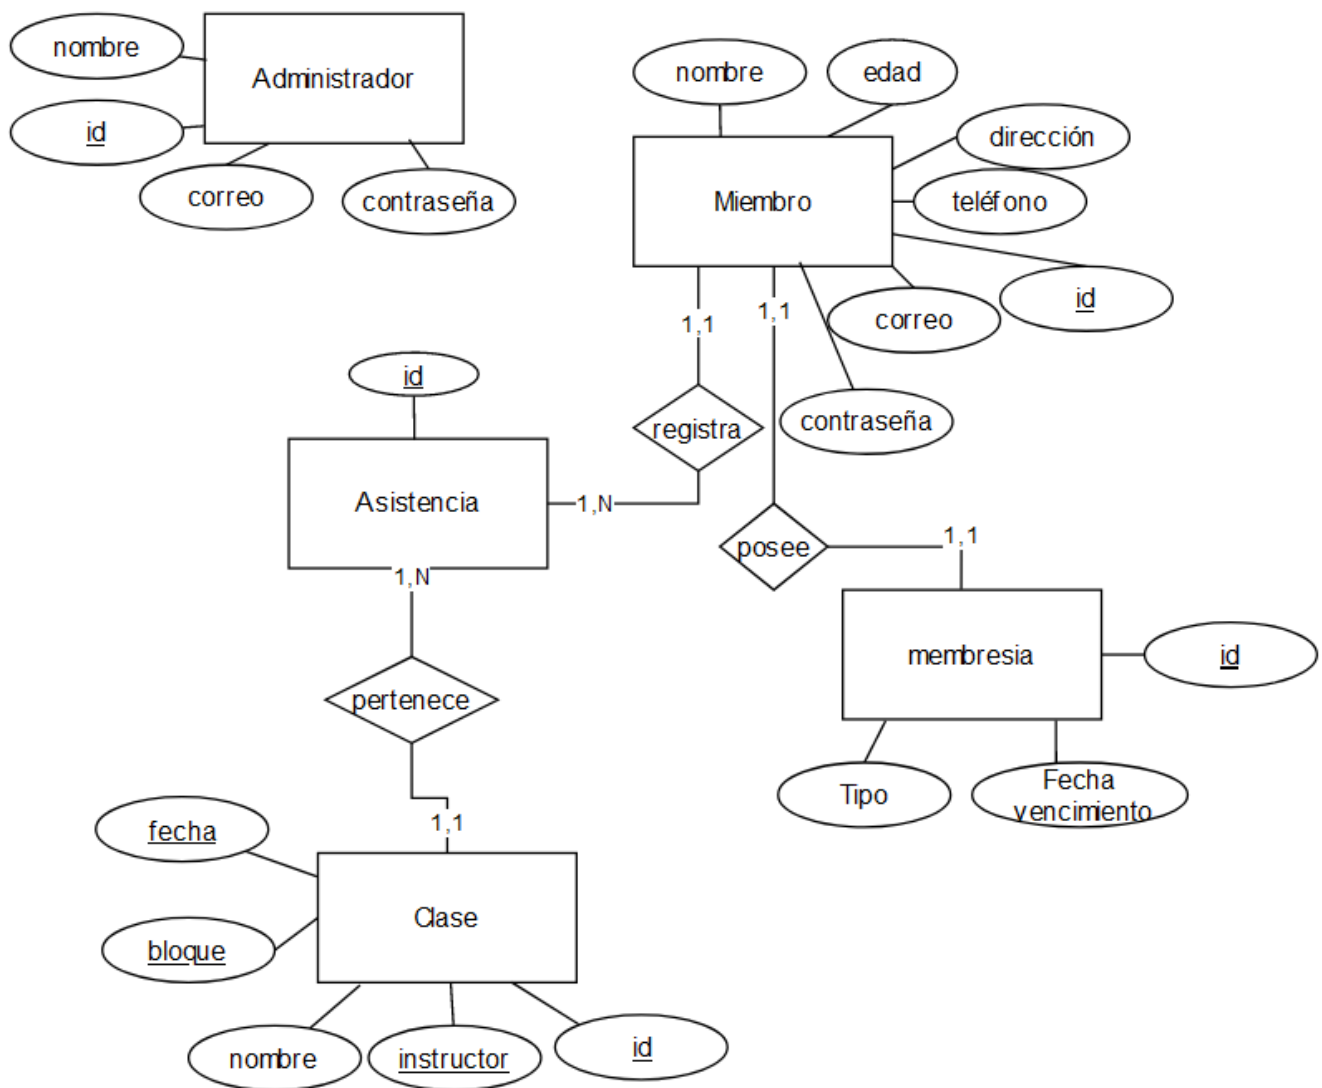 nombre
Administrador
id
correo
contraseña
nombre
edad
dirección
Miembro
teléfono
id
correo
contraseña
1,1
1,1
id
registra
Asistencia
1,N
posee
1,1
1,N
membresia
id
pertenece
Tipo
Fecha
vencimiento
1,1
fecha
Clase
bloque
nombre
instructor
id